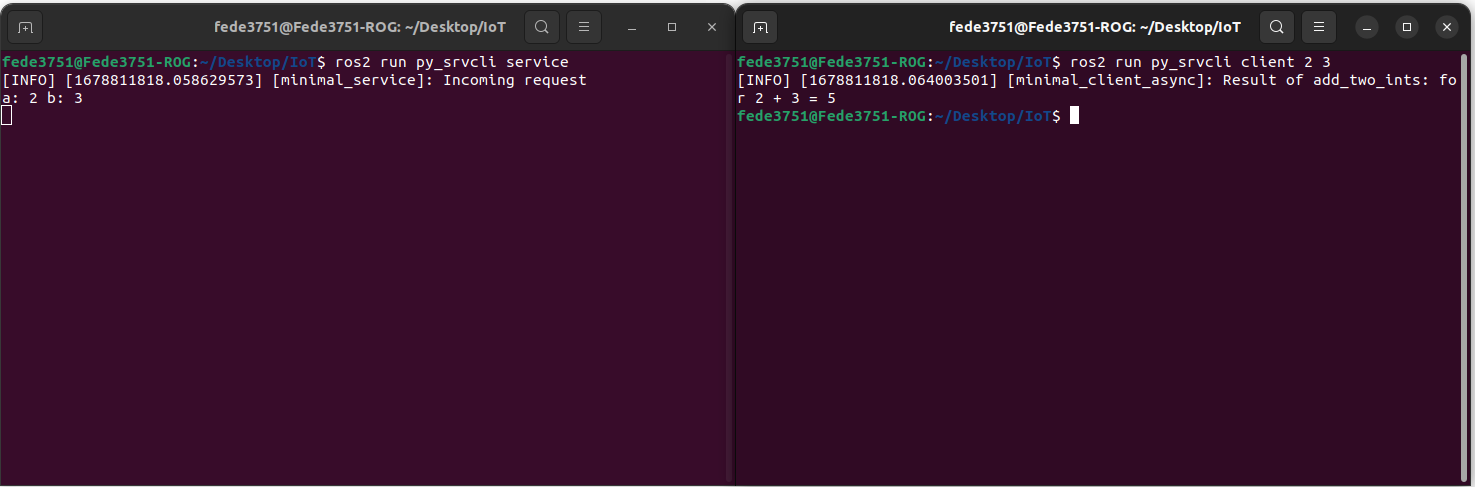 fede3751@Fede3751-ROG: ~/Desktop/IoT
fede3751@Fede3751-ROG:~/Desktop/IoT$ ros2 run py_srvcli service
[INFO] [1678811818.058629573] [minimal_service]: Incoming request
a: 2 b: 3
fede3751@Fede3751-ROG: ~/Desktop/IoT
fede3751@Fede3751-ROG:~/Desktop/IoT$ ros2 run py_srvcli client 2 3
[INFO] [1678811818.064003501] [minimal_client_async]: Result of add_two_ints: fo
r 2 + 3 = 5
fede3751@Fede3751-ROG:~/Desktop/IoT$